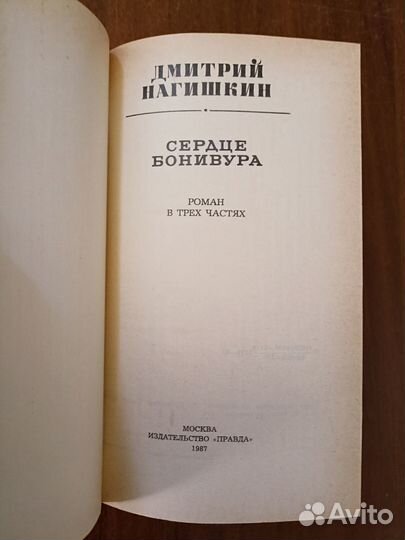 ДМИТРИЙ
НАГИШКИН
СЕРДЦЕ
БОНИВУРА
РОМАН
В ТРЕХ ЧАСТЯХ
МОСКВА
ИЗДАТЕЛЬСТВО «ПРАВДА»
1987
Avito